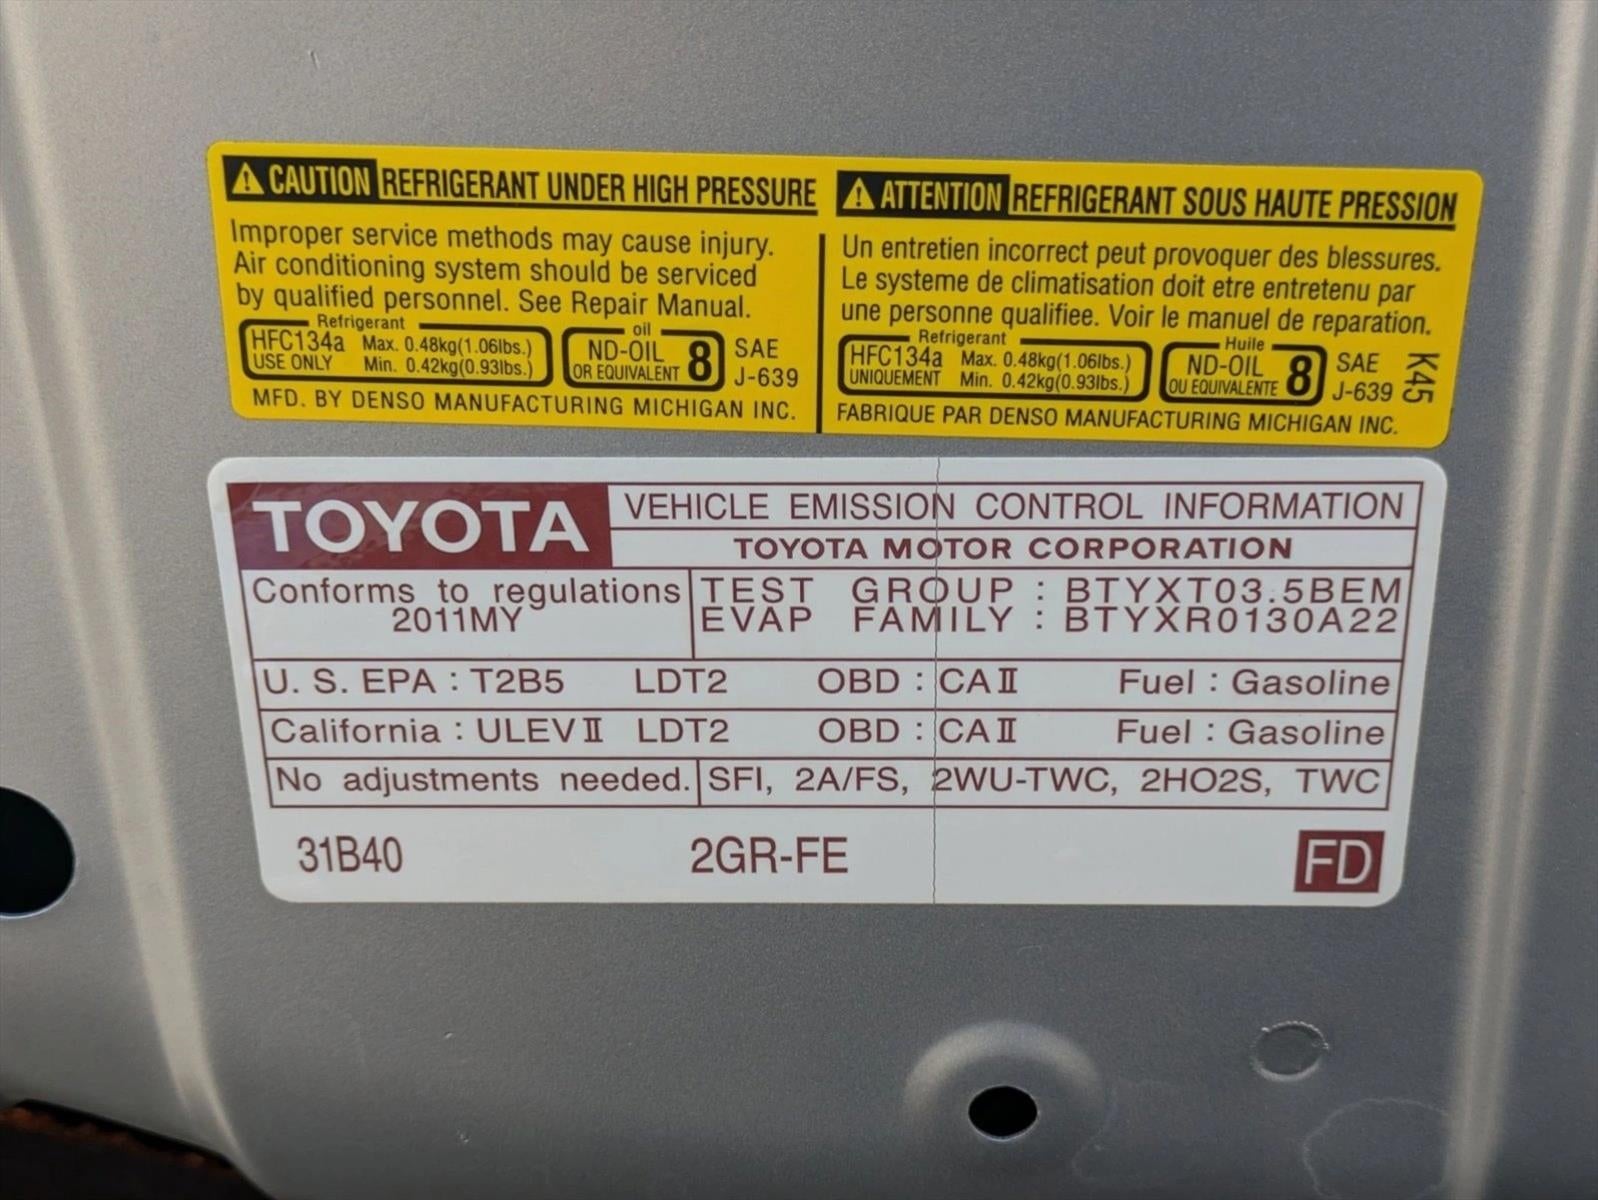 CAUTION REFRIGERANT UNDER HIGH PRESSURE
Improper service methods may cause injury.
Air conditioning system should be serviced
by qualified personnel. See Repair Manual.
Refrigerant
HFC134a Max. 0.48kg(1.06lbs.)
USE ONLY Min. 0.42kg(0.93lbs.)
oil
ND-OIL 8
OR EQUIVALENT
SAE
J-639
MFD. BY DENSO MANUFACTURING MICHIGAN INC.
ATTENTION REFRIGERANT SOUS HAUTE PRESSION
Un entretien incorrect peut provoquer des blessures.
Le systeme de climatisation doit etre entretenu par
une personne qualifiee. Voir le manuel de reparation.
Refrigerant
HFC134a Max. 0.48kg(1.06lbs.)
UNIQUEMENT Min. 0.42kg(0.93lbs.)
Huile
ND-OIL 8
OU EQUIVALENTE
SAE
J-639
K45
FABRIQUE PAR DENSO MANUFACTURING MICHIGAN INC.
TOYOTA
VEHICLE EMISSION CONTROL INFORMATION
TOYOTA MOTOR CORPORATION
Conforms to regulations
2011MY
TEST GROUP : BTYXT03.5BEM
EVAP FAMILY : BTYXR0130A22
U. S. EPA : T2B5 LDT2 OBD : CAⅡ Fuel : Gasoline
California : ULEVⅡ LDT2 OBD : CAⅡ Fuel : Gasoline
No adjustments needed. SFI, 2A/FS, 2WU-TWC, 2HO2S, TWC
31B40 2GR-FE FD